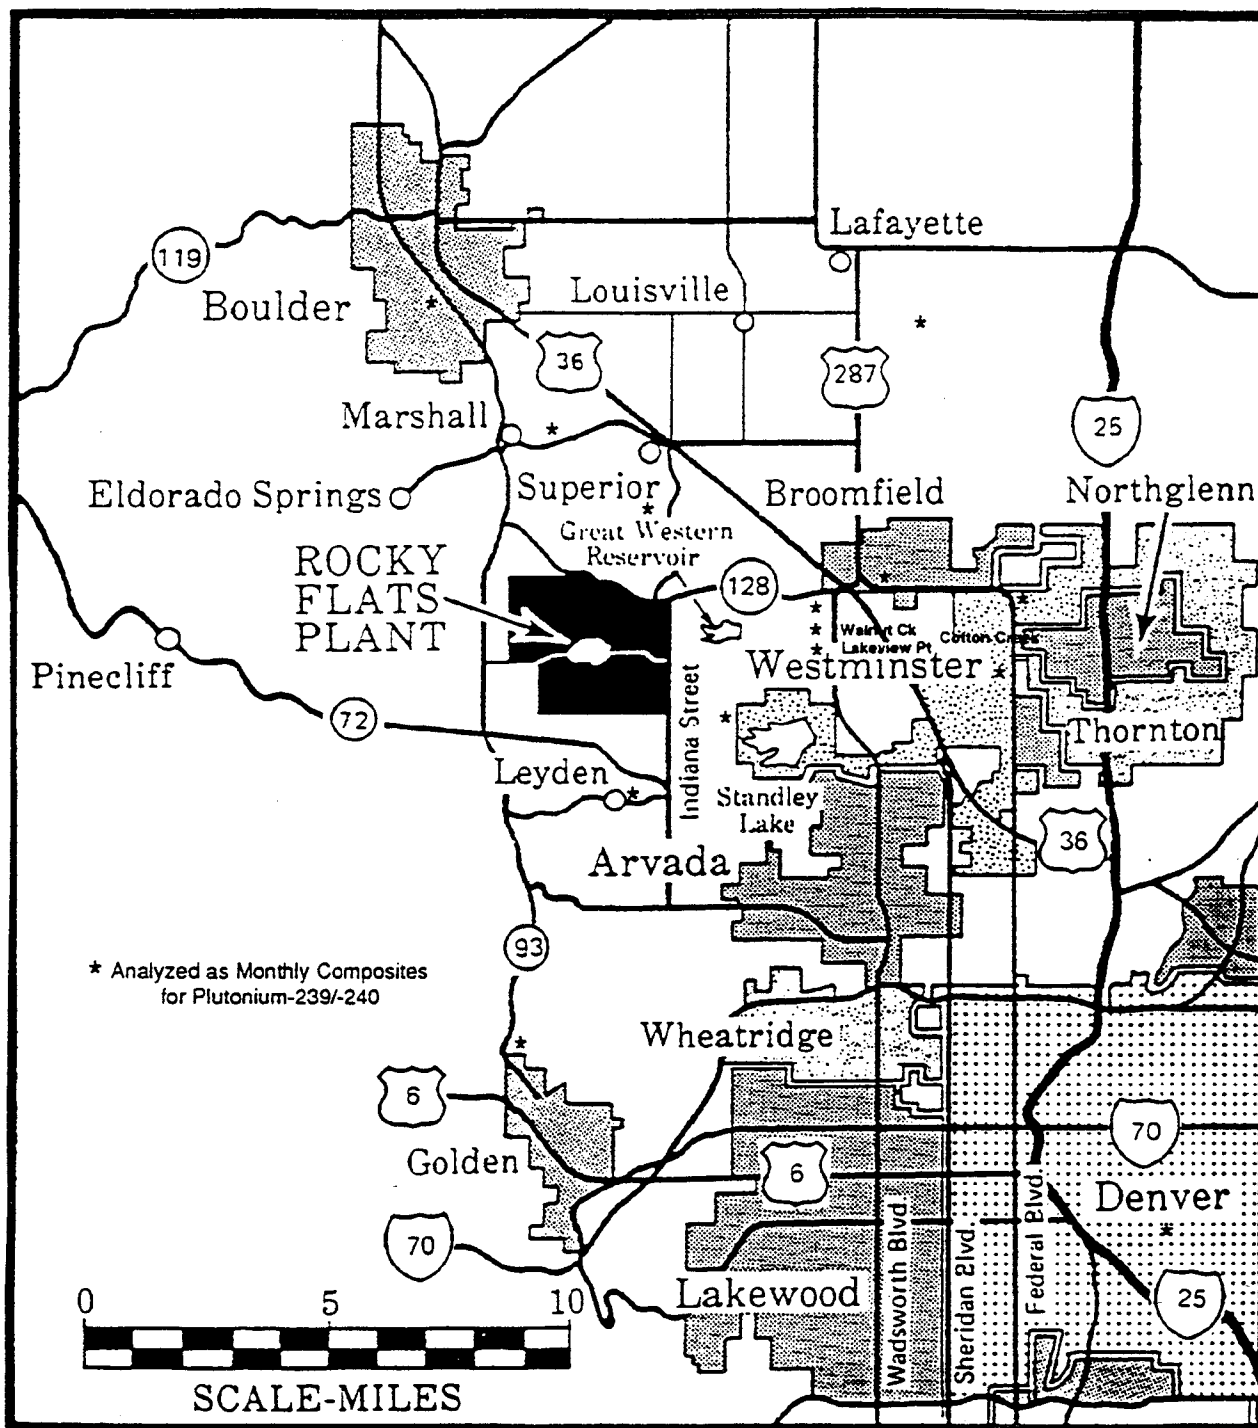 Lafayette
119
Boulder
Louisville
36
287
25
Marshall
Eldorado Springs
Superior
Broomfield
Northglenn
Great Western
Reservoir
ROCKY
FLATS
PLANT
128
Walnut Ck
Lakeview Pt
Cotton Creek
Westminster
Pinecliff
72
Indiana Street
Thornton
Leyden
Standley
Lake
36
Arvada
93
* Analyzed as Monthly Composites
for Plutonium-239/-240
Wheatridge
6
70
Golden
6
Denver
Wadsworth Blvd.
Sheridan Blvd.
Federal Blvd.
70
Lakewood
25
0 5 10
SCALE-MILES